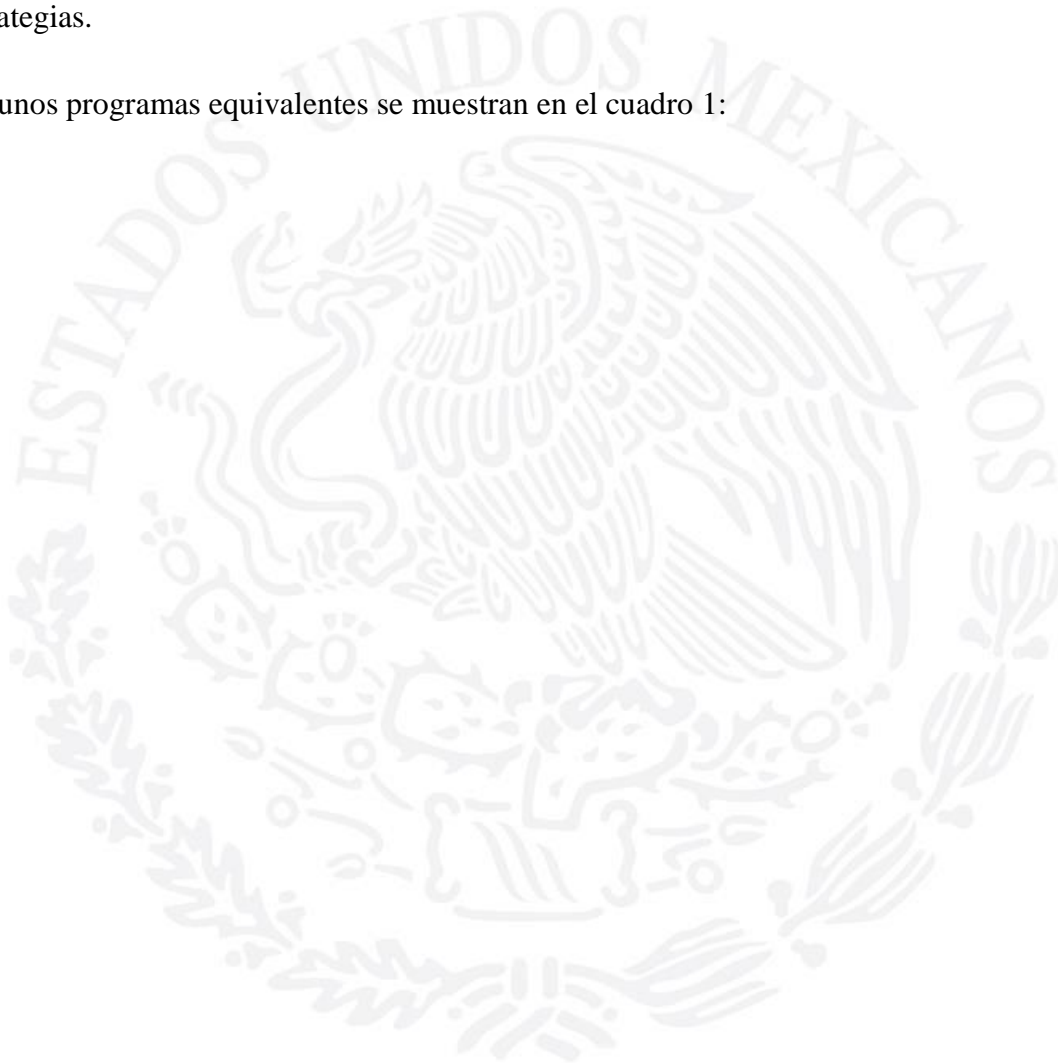 ategias.
unos programas equivalentes se muestran en el cuadro 1:
ESTADOS UNIDOS MEXICANOS